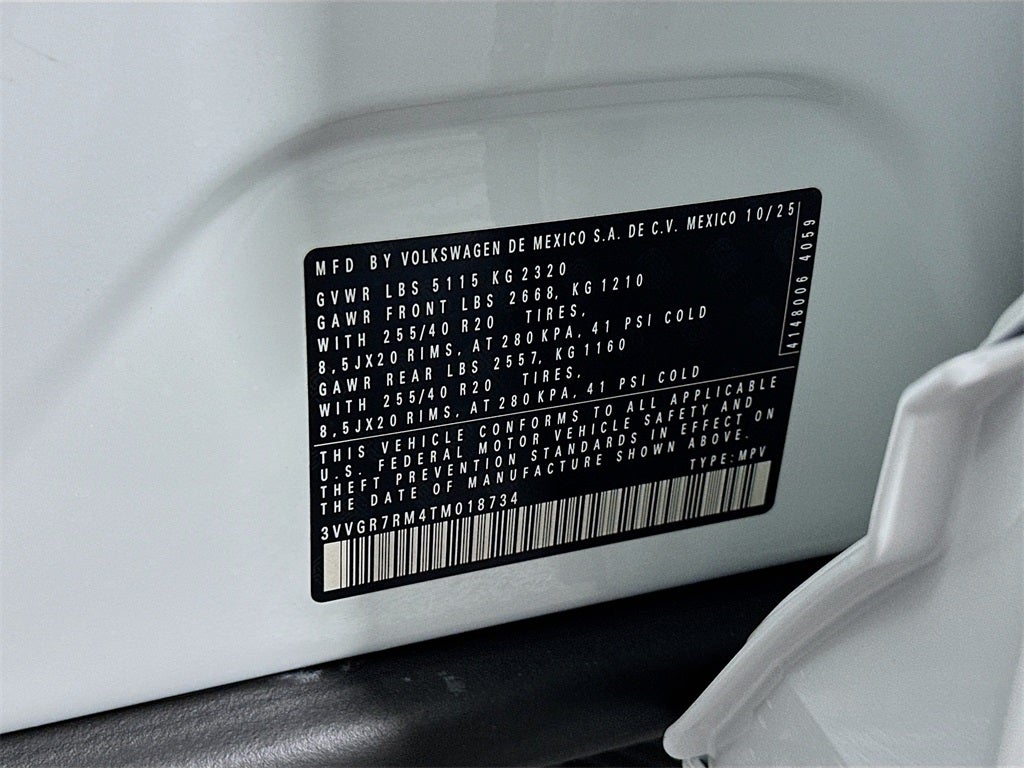 MFD BY VOLKSWAGEN DE MEXICO S.A. DE C.V. MEXICO 10/25
GVWR LBS 5115 KG 2320
GAWR FRONT LBS 2668, KG 1210
WITH 255/40 R20 TIRES,
8,5JX20 RIMS, AT 280 KPA, 41 PSI COLD
GAWR REAR LBS 2557, KG 1160
WITH 255/40 R20 TIRES,
8,5JX20 RIMS, AT 280 KPA, 41 PSI COLD
4148006 4059
THIS VEHICLE CONFORMS TO ALL APPLICABLE
U.S. FEDERAL MOTOR VEHICLE SAFETY AND
THEFT PREVENTION STANDARDS IN EFFECT ON
THE DATE OF MANUFACTURE SHOWN ABOVE.
TYPE: MPV
3VVGR7RM4TM018734